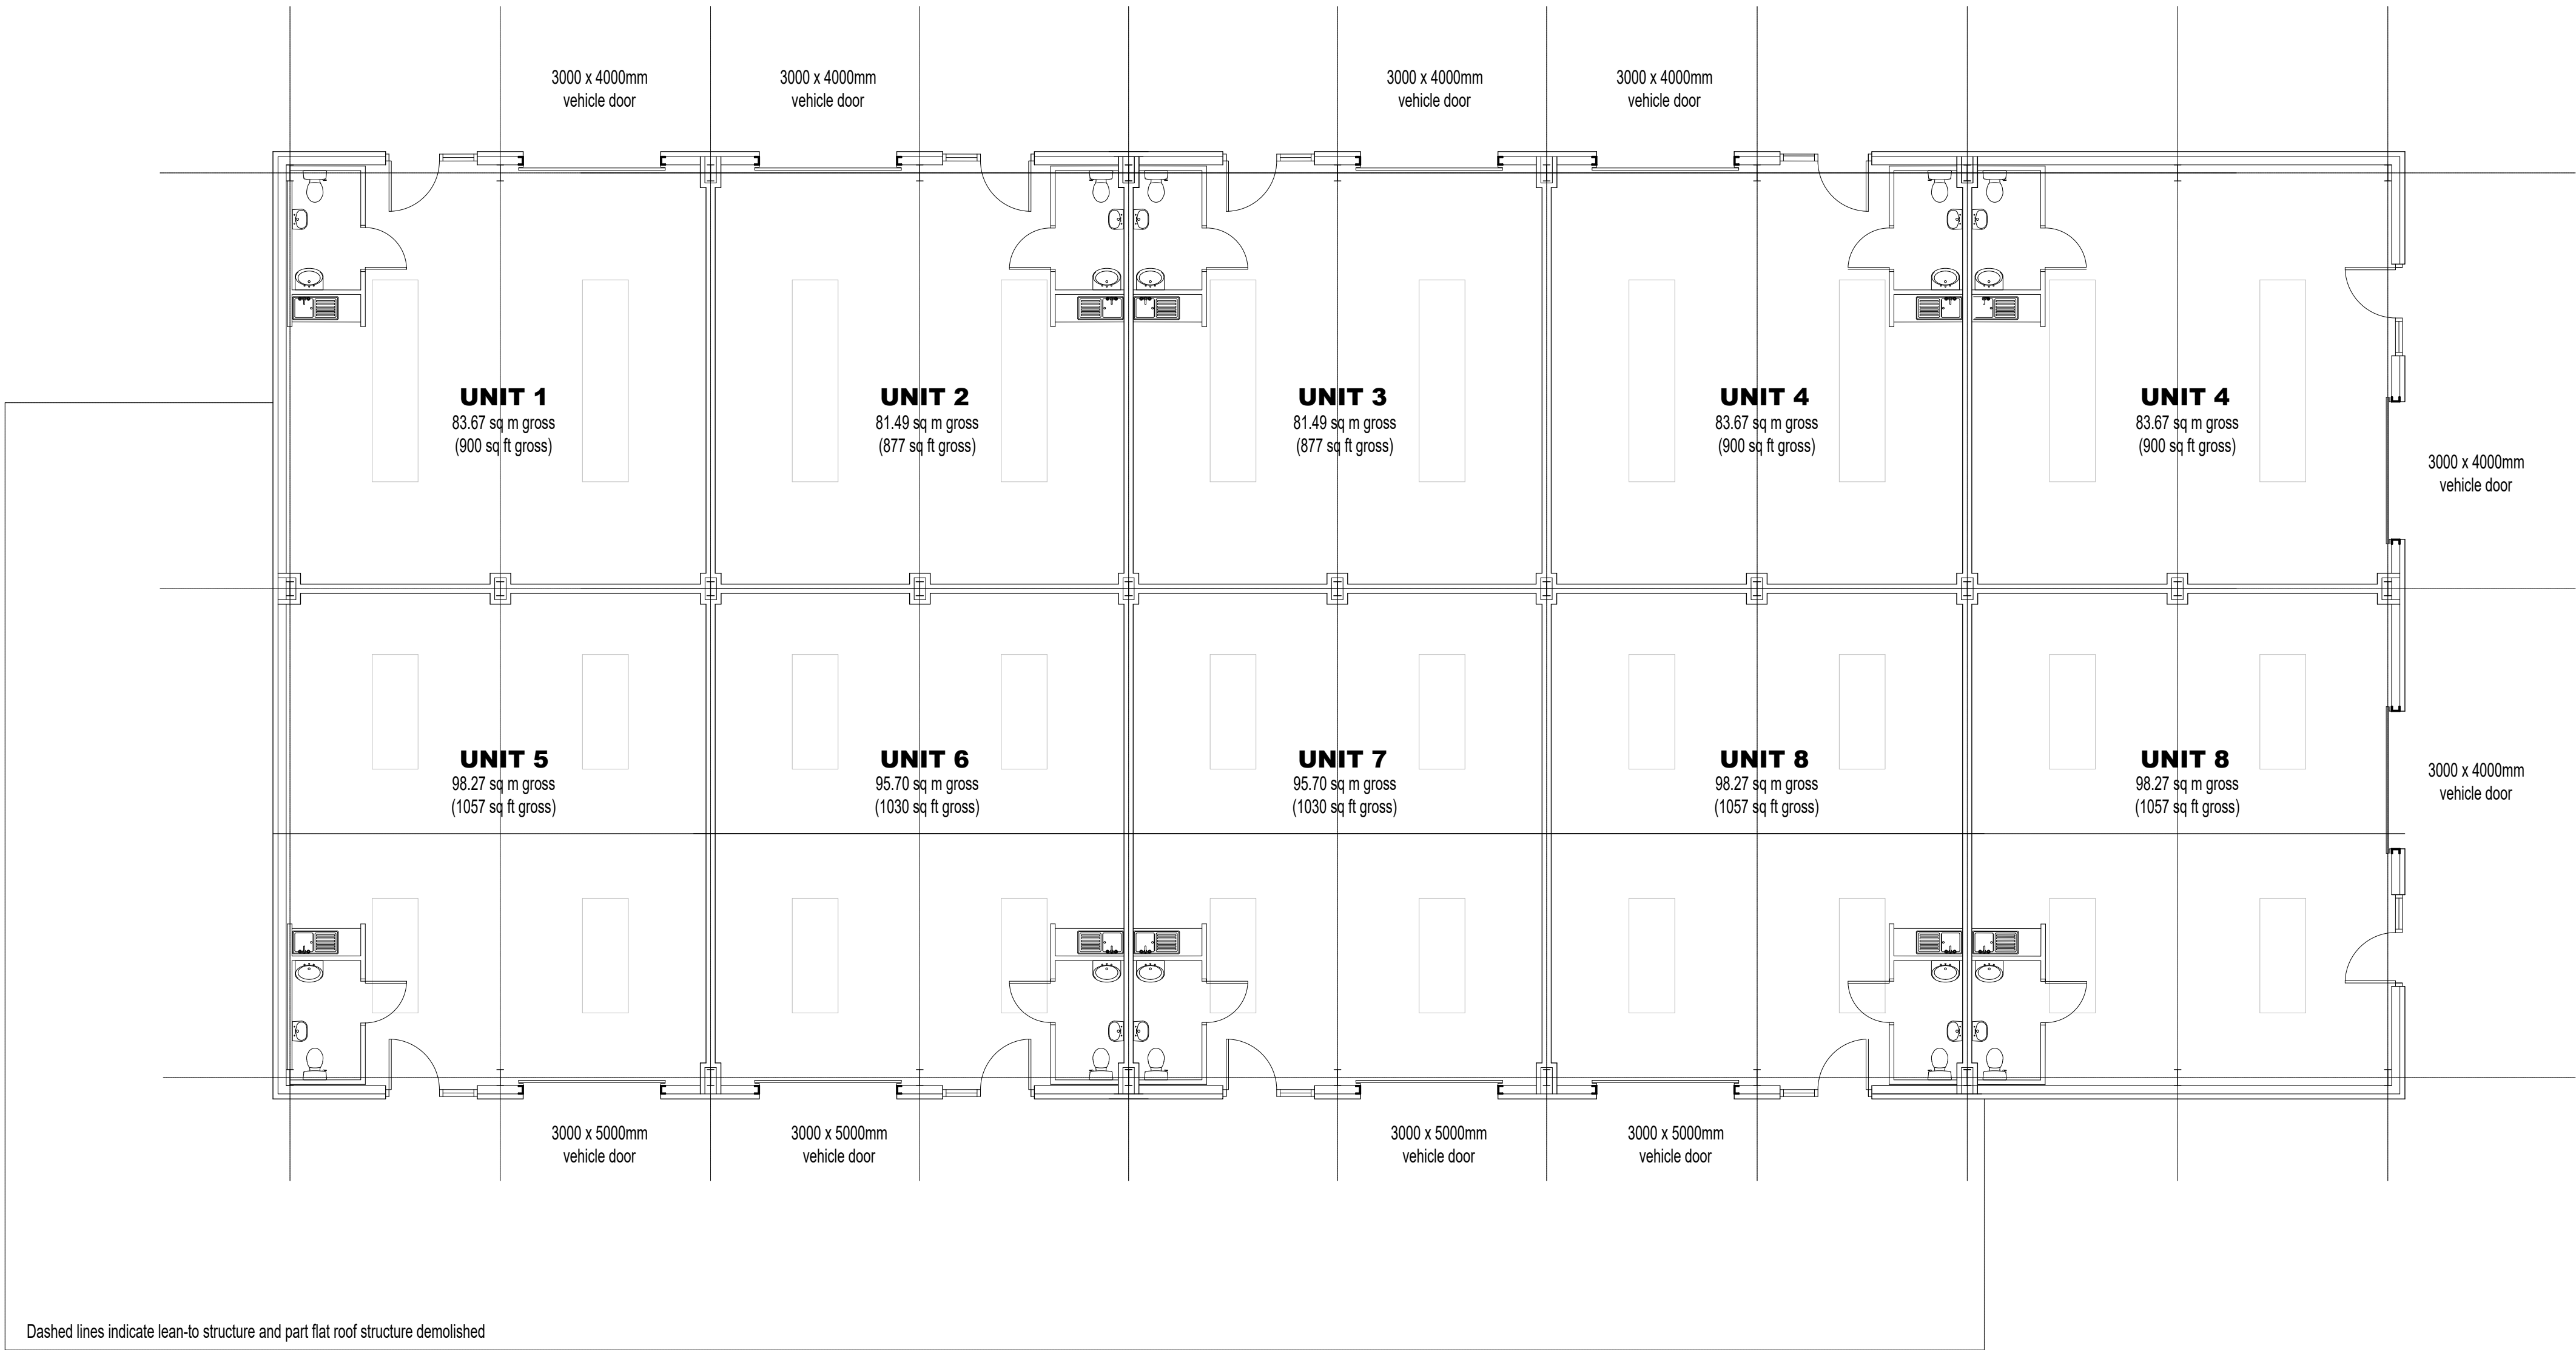 3000 x 4000mm
vehicle door
3000 x 4000mm
vehicle door
3000 x 4000mm
vehicle door
3000 x 4000mm
vehicle door
UNIT 1
83.67 sq m gross
(900 sq ft gross)
UNIT 2
81.49 sq m gross
(877 sq ft gross)
UNIT 3
81.49 sq m gross
(877 sq ft gross)
UNIT 4
83.67 sq m gross
(900 sq ft gross)
UNIT 4
83.67 sq m gross
(900 sq ft gross)
3000 x 4000mm
vehicle door
UNIT 5
98.27 sq m gross
(1057 sq ft gross)
UNIT 6
95.70 sq m gross
(1030 sq ft gross)
UNIT 7
95.70 sq m gross
(1030 sq ft gross)
UNIT 8
98.27 sq m gross
(1057 sq ft gross)
UNIT 8
98.27 sq m gross
(1057 sq ft gross)
3000 x 4000mm
vehicle door
3000 x 5000mm
vehicle door
3000 x 5000mm
vehicle door
3000 x 5000mm
vehicle door
3000 x 5000mm
vehicle door
Dashed lines indicate lean-to structure and part flat roof structure demolished